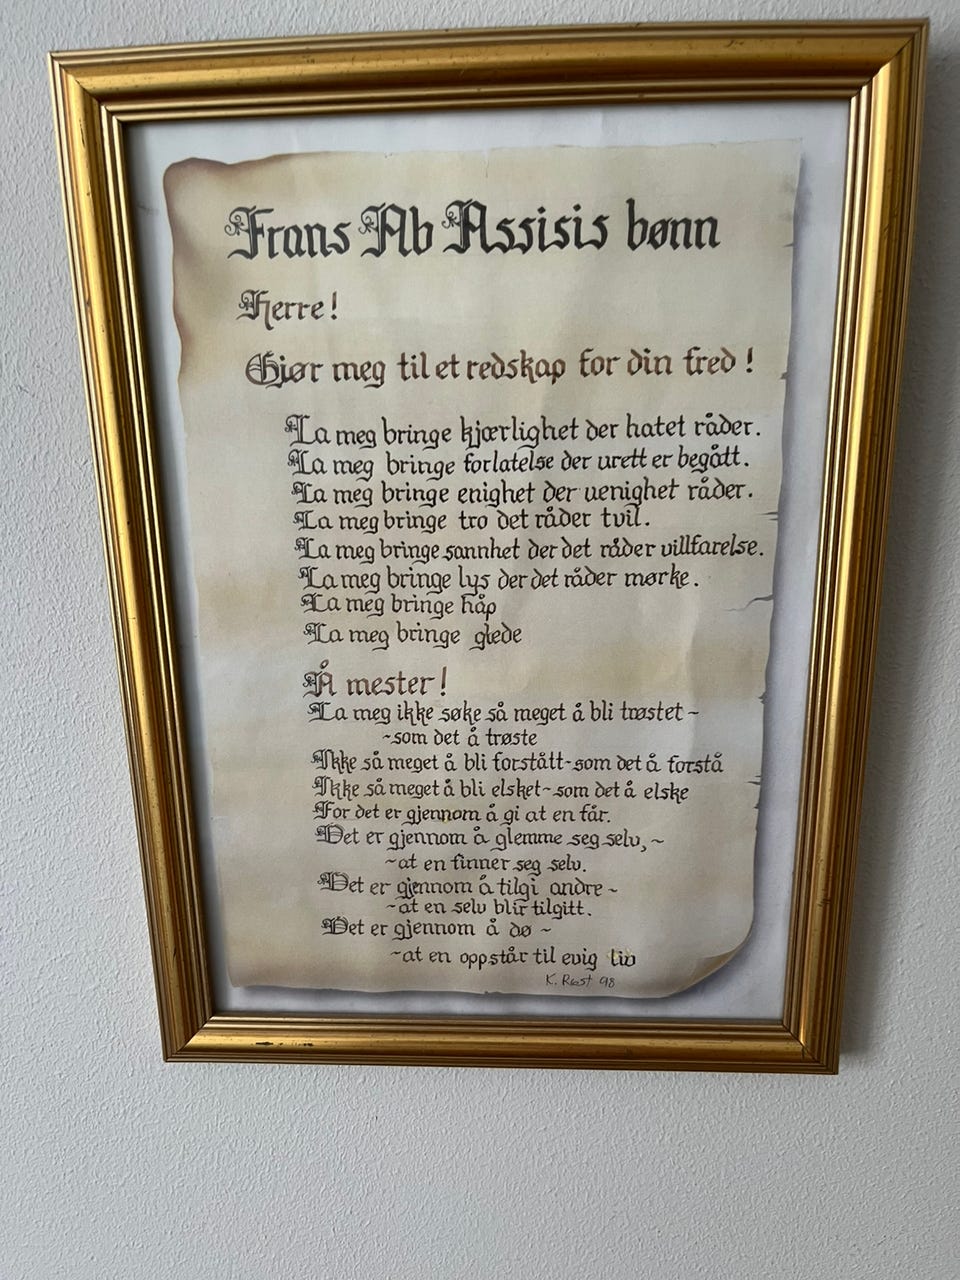 Frans Ab Assisis bønn
Herre!
Gjør meg til et redskap for din fred!
La meg bringe kjærlighet der hatet råder.
La meg bringe forlatelse der urett er begått.
La meg bringe enighet der uenighet råder.
La meg bringe tro det råder tvil.
La meg bringe sannhet der det råder villfarelse.
La meg bringe lys der det råder mørke.
La meg bringe håp
La meg bringe glede
Å mester!
La meg ikke søke så meget å bli trøstet ~
~som det å trøste
Ikke så meget å bli forstått-som det å forstå
Ikke så meget å bli elsket~som det å elske
For det er gjennom å gi at en får.
Det er gjennom å glemme seg selv, ~
~at en finner seg selv.
Det er gjennom å tilgi andre ~
~at en selv blir tilgitt.
Det er gjennom å dø ~
~at en oppstår til evig liv
K. Røst 98